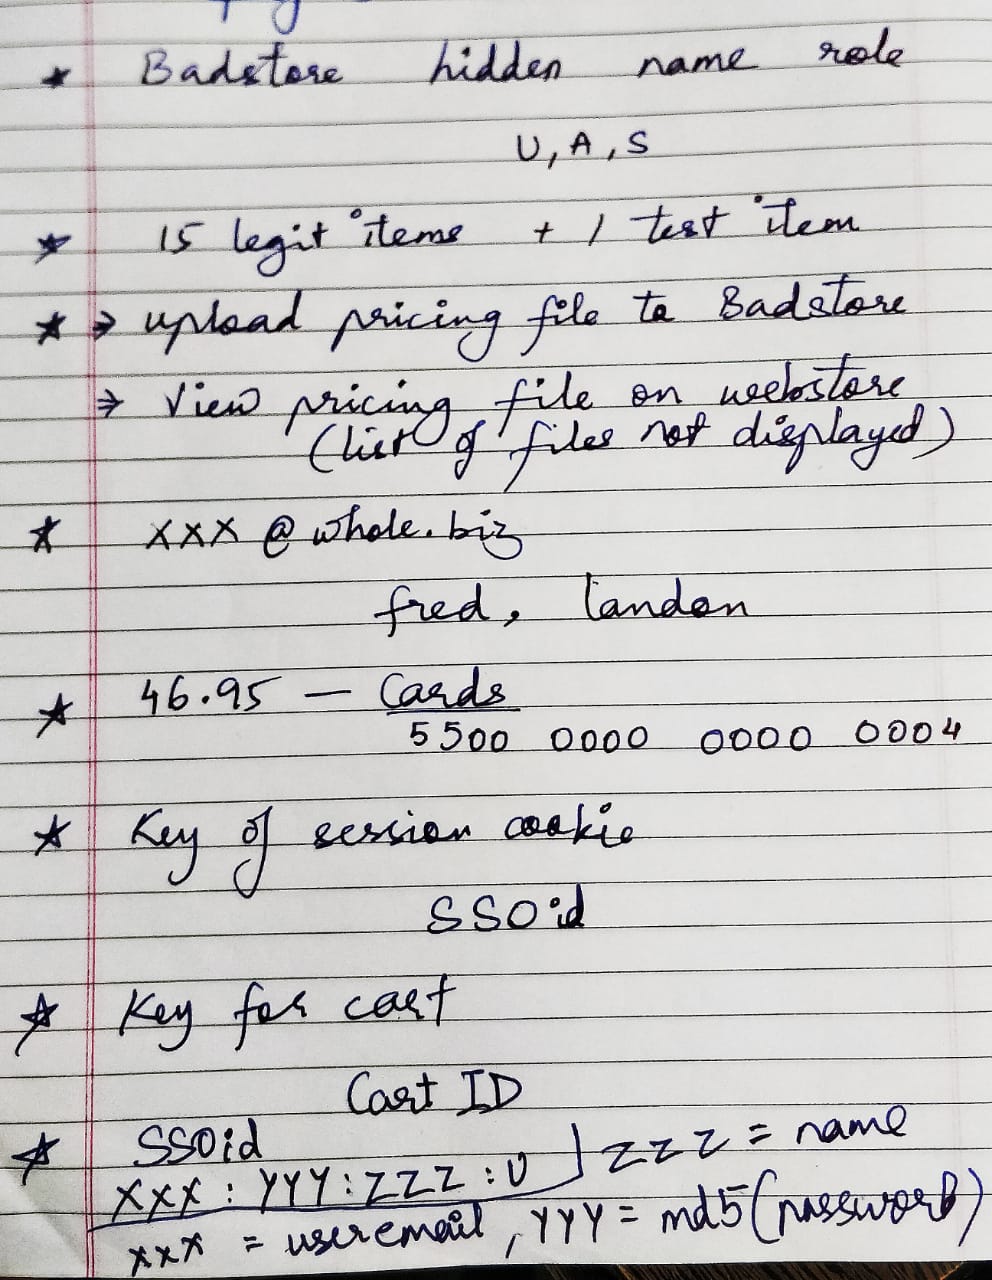 * Badstore hidden name role
U, A, S
* 15 legit items + 1 test item
* ⇒ upload pricing file to Badstore
⇒ View pricing file on webstore
(list of files not displayed)
* XXX @ whole.biz
fred, landon
* 46.95 — Cards
5500 0000 0000 0004
* Key of session cookie
SSOid
* Key for cart
Cart ID
* SSOid
XXX : YYY : ZZZ : U ZZZ = name
XXX = user email, YYY = md5(password)